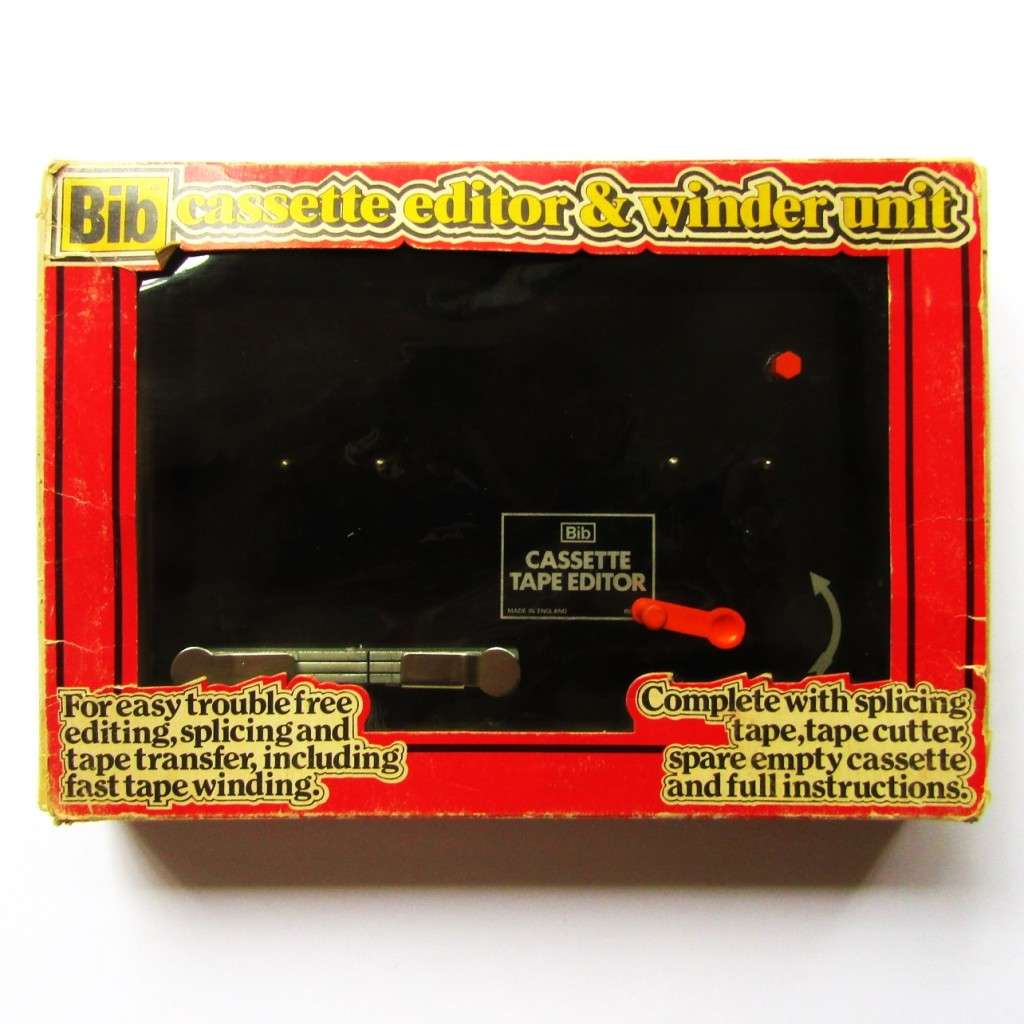 Bib cassette editor & winder unit
Bib
CASSETTE
TAPE EDITOR
MADE IN ENGLAND
For easy trouble free
editing, splicing and
tape transfer, including
fast tape winding.
Complete with splicing
tape, tape cutter,
spare empty cassette
and full instructions.